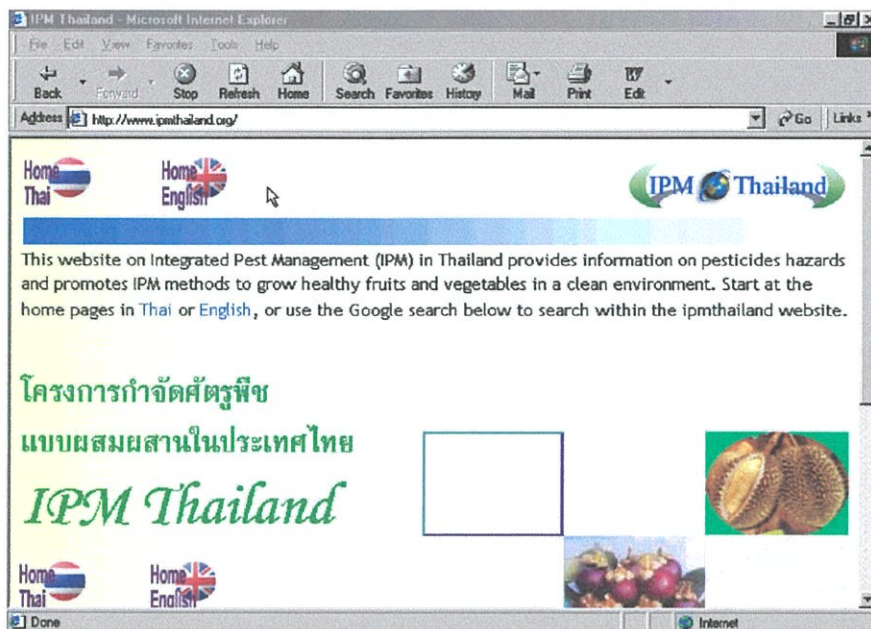 IPM Thailand - Microsoft Internet Explorer
File Edit View Favorites Tools Help
Back Forward Stop Refresh Home Search Favorites History Mail Print Edit
Address http://www.ipmthailand.org/ Go Links
Home Thai
Home English
IPM Thailand
This website on Integrated Pest Management (IPM) in Thailand provides information on pesticides hazards
and promotes IPM methods to grow healthy fruits and vegetables in a clean environment. Start at the
home pages in Thai or English, or use the Google search below to search within the ipmthailand website.
โครงการกำจัดศัตรูพืช
แบบผสมผสานในประเทศไทย
IPM Thailand
Home Thai
Home English
Done Internet